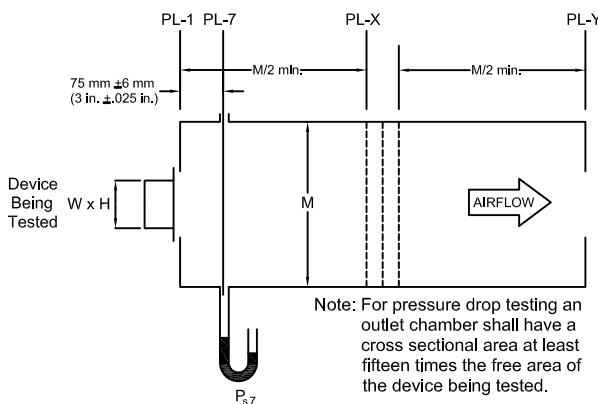 PL-1 PL-7 PL-X PL-Y
M/2 min. M/2 min.
75 mm ±6 mm
(3 in. ±.025 in.)
Device
Being
Tested
W x H
M
AIRFLOW
Note: For pressure drop testing an
outlet chamber shall have a
cross sectional area at least
fifteen times the free area of
the device being tested.
Ps7